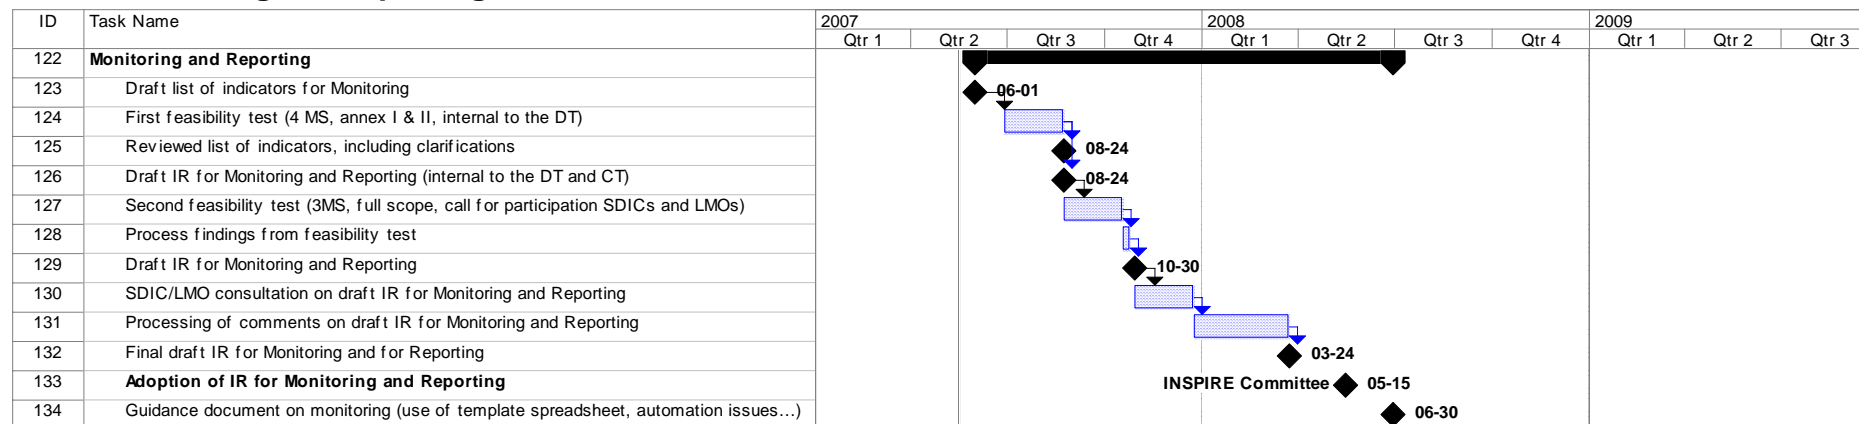 ID Task Name 2007 2008 2009
Qtr 1 Qtr 2 Qtr 3 Qtr 4 Qtr 1 Qtr 2 Qtr 3 Qtr 4 Qtr 1 Qtr 2 Qtr 3
122 Monitoring and Reporting
123 Draft list of indicators for Monitoring 06-01
124 First feasibility test (4 MS, annex I & II, internal to the DT)
125 Reviewed list of indicators, including clarifications 08-24
126 Draft IR for Monitoring and Reporting (internal to the DT and CT) 08-24
127 Second feasibility test (3MS, full scope, call for participation SDICs and LMOs)
128 Process findings from feasibility test
129 Draft IR for Monitoring and Reporting 10-30
130 SDIC/LMO consultation on draft IR for Monitoring and Reporting
131 Processing of comments on draft IR for Monitoring and Reporting
132 Final draft IR for Monitoring and for Reporting 03-24
133 Adoption of IR for Monitoring and Reporting INSPIRE Committee 05-15
134 Guidance document on monitoring (use of template spreadsheet, automation issues…) 06-30